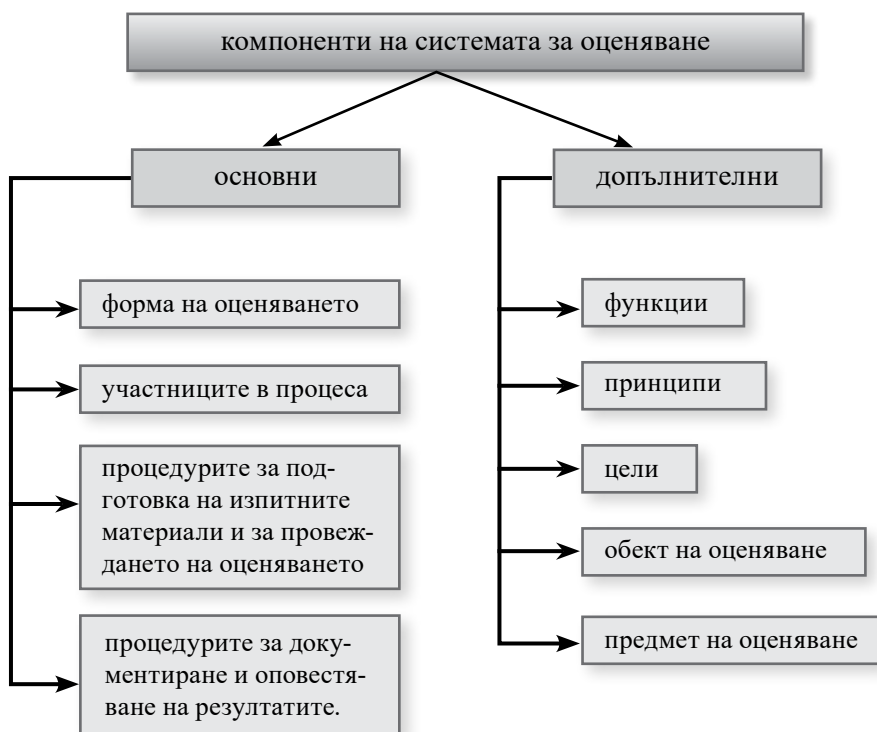 компоненти на системата за оценяване
основни
форма на оценяването
участниците в процеса
процедурите за под-
готовка на изпитните
материали и за провеж-
дането на оценяването
процедурите за доку-
ментиране и оповестя-
ване на резултатите.
допълнителни
функции
принципи
цели
обект на оценяване
предмет на оценяване